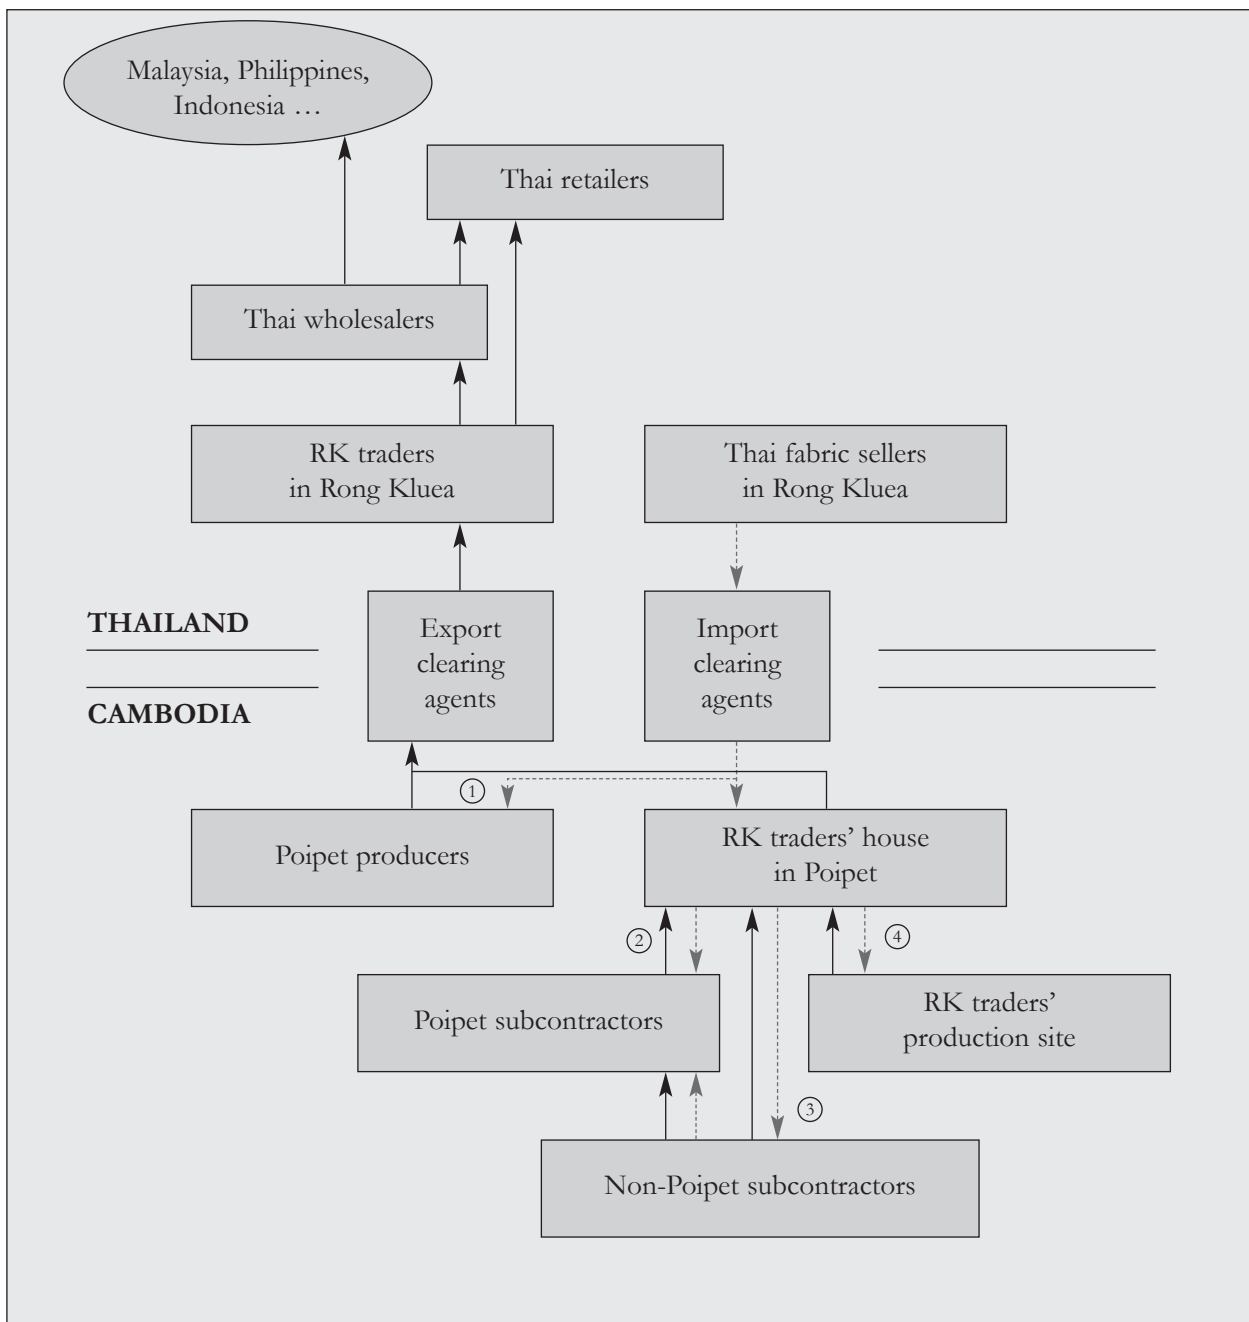 Malaysia, Philippines,
Indonesia …
Thai retailers
Thai wholesalers
RK traders
in Rong Kluea
Thai fabric sellers
in Rong Kluea
THAILAND
Export
clearing
agents
Import
clearing
agents
CAMBODIA
1
Poipet producers
RK traders’ house
in Poipet
2
4
Poipet subcontractors
RK traders’
production site
3
Non-Poipet subcontractors